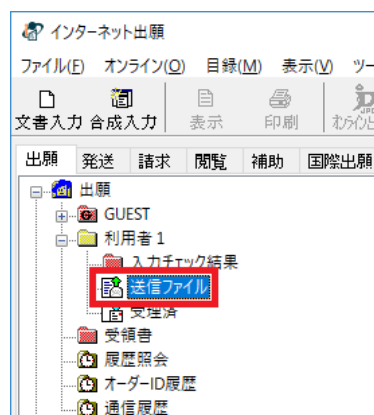 インターネット出願
ファイル(F) オンライン(O) 目録(M) 表示(V) ツー
文書入力 合成入力 表示 印刷
出願 発送 請求 閲覧 補助 国際出願
出願
GUEST
利用者1
入力チェック結果
送信ファイル
受理済
受領書
履歴照会
オーダーID履歴
通信履歴